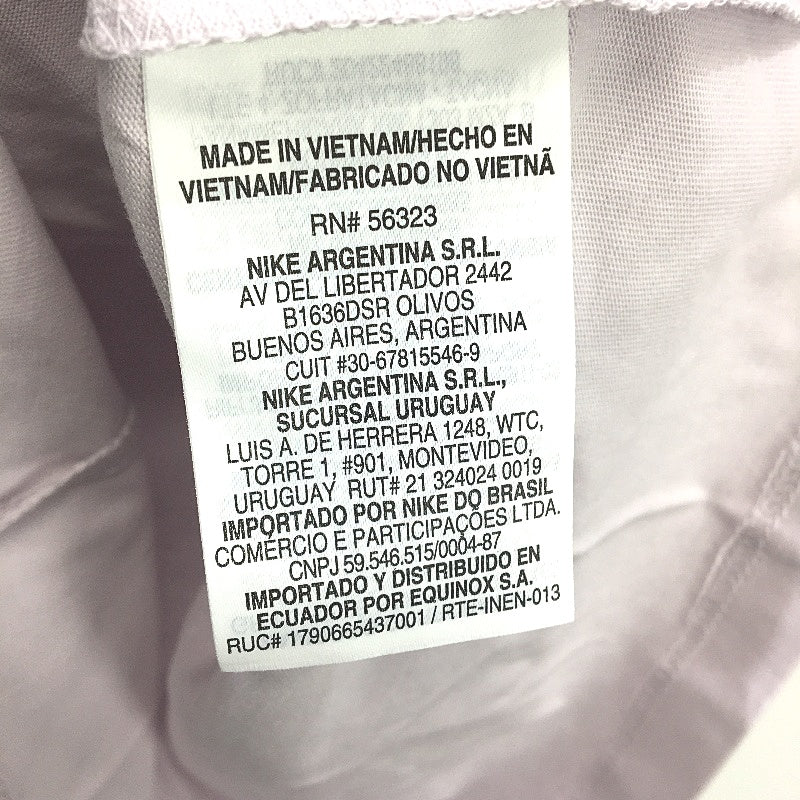 MADE IN VIETNAM/HECHO EN
VIETNAM/FABRICADO NO VIETNÃ
RN# 56323
NIKE ARGENTINA S.R.L.
AV DEL LIBERTADOR 2442
B1636DSR OLIVOS
BUENOS AIRES, ARGENTINA
CUIT #30-67815546-9
NIKE ARGENTINA S.R.L.,
SUCURSAL URUGUAY
LUIS A. DE HERRERA 1248, WTC,
TORRE 1, #901, MONTEVIDEO,
URUGUAY RUT# 21 324024 0019
IMPORTADO POR NIKE DO BRASIL
COMÉRCIO E PARTICIPAÇÕES LTDA.
CNPJ 59.546.515/0004-87
IMPORTADO Y DISTRIBUIDO EN
ECUADOR POR EQUINOX S.A.
RUC# 1790665437001 / RTE-INEN-013